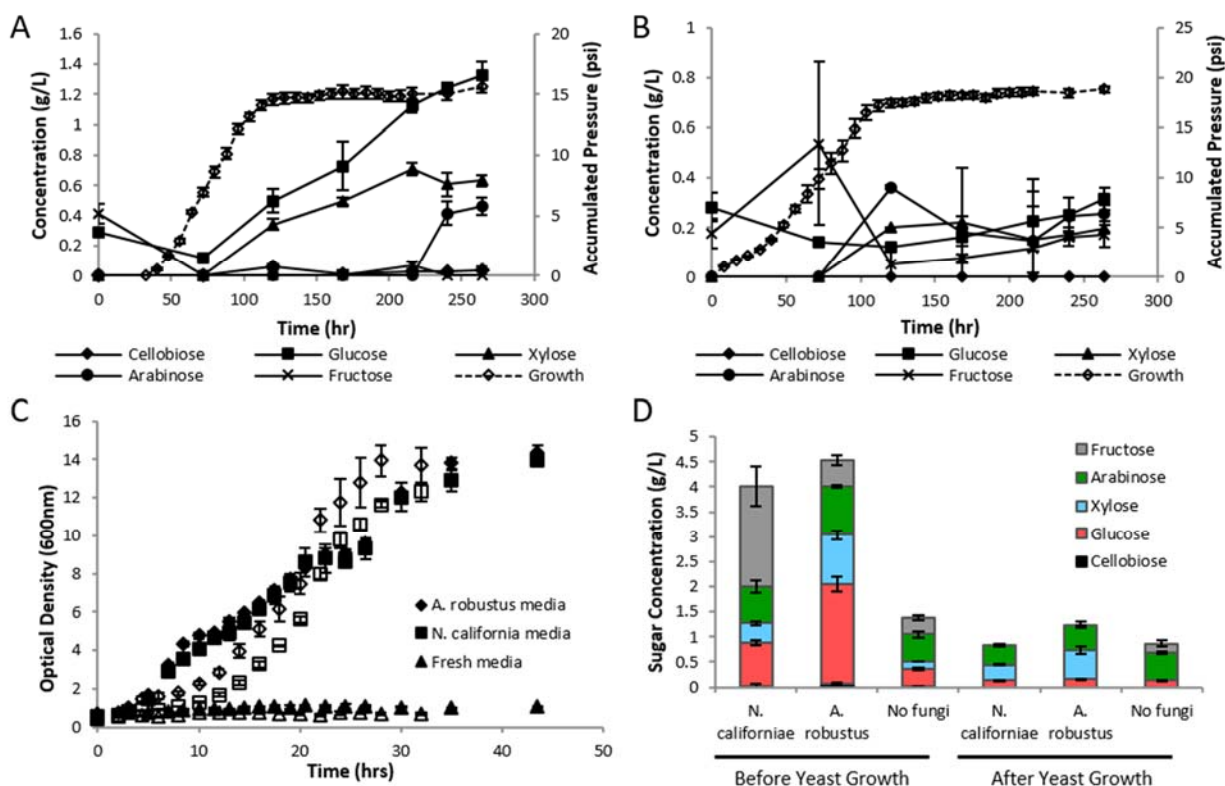 A
Concentration (g/L)
1.6
1.4
1.2
1
0.8
0.6
0.4
0.2
0
20
15
10
5
0
Accumulated Pressure (psi)
0 50 100 150 200 250 300
Time (hr)
Cellobiose Glucose Xylose
Arabinose Fructose Growth
B
Concentration (g/L)
1
0.8
0.6
0.4
0.2
0
25
20
15
10
5
0
Accumulated Pressure (psi)
0 50 100 150 200 250 300
Time (hr)
Cellobiose Glucose Xylose
Arabinose Fructose Growth
C
Optical Density (600nm)
16
14
12
10
8
6
4
2
0
A. robustus media
N. california media
Fresh media
0 10 20 30 40 50
Time (hrs)
D
Sugar Concentration (g/L)
5
4.5
4
3.5
3
2.5
2
1.5
1
0.5
0
Fructose
Arabinose
Xylose
Glucose
Cellobiose
N. A. No fungi N. A. No fungi
californiae robustus californiae robustus
Before Yeast Growth After Yeast Growth